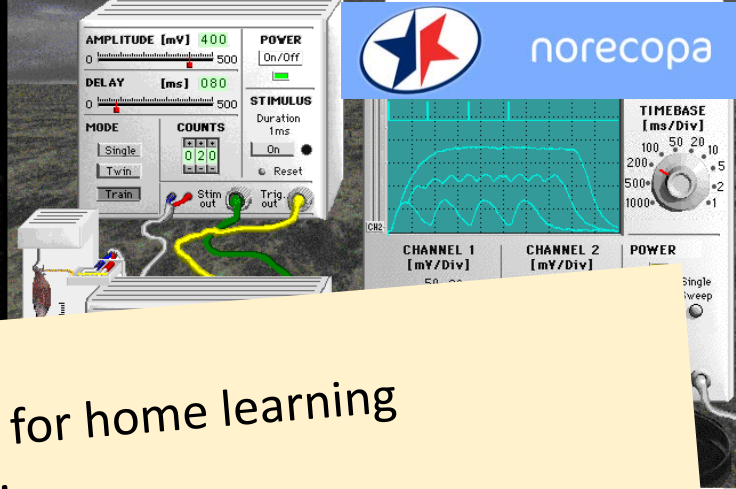 norecopa
AMPLITUDE [mV] 400
0 500
DELAY [ms] 080
0 500
MODE
Single
Twin
Train
COUNTS
020
POWER
On/Off
STIMULUS
Duration
1ms
On
Reset
Stim out
Trig. out
TIMEBASE
[ms/Div]
1000 500 200 100 50 20 10 5 2 1
CH2
CHANNEL 1
[mV/Div]
CHANNEL 2
[mV/Div]
POWER
Single
Sweep
for home learning